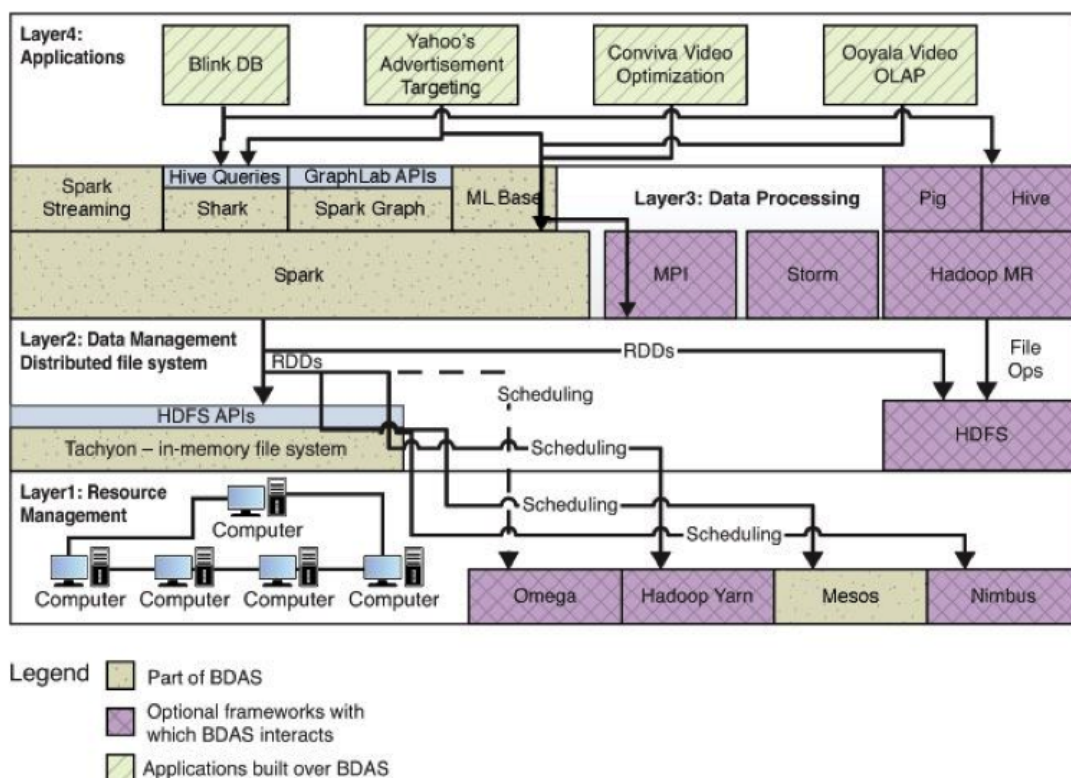 Layer4:
Applications
Blink DB
Yahoo's
Advertisement
Targeting
Conviva Video
Optimization
Ooyala Video
OLAP
Spark
Streaming
Hive Queries
Shark
GraphLab APIs
Spark Graph
ML Base
Layer3: Data Processing
Pig
Hive
Spark
MPI
Storm
Hadoop MR
Layer2: Data Management
Distributed file system
RDDs
RDDs
File
Ops
Scheduling
HDFS APIs
Tachyon – in-memory file system
Scheduling
HDFS
Layer1: Resource
Management
Scheduling
Scheduling
Computer
Computer
Computer
Computer
Computer
Omega
Hadoop Yarn
Mesos
Nimbus
Legend
Part of BDAS
Optional frameworks with
which BDAS interacts
Applications built over BDAS